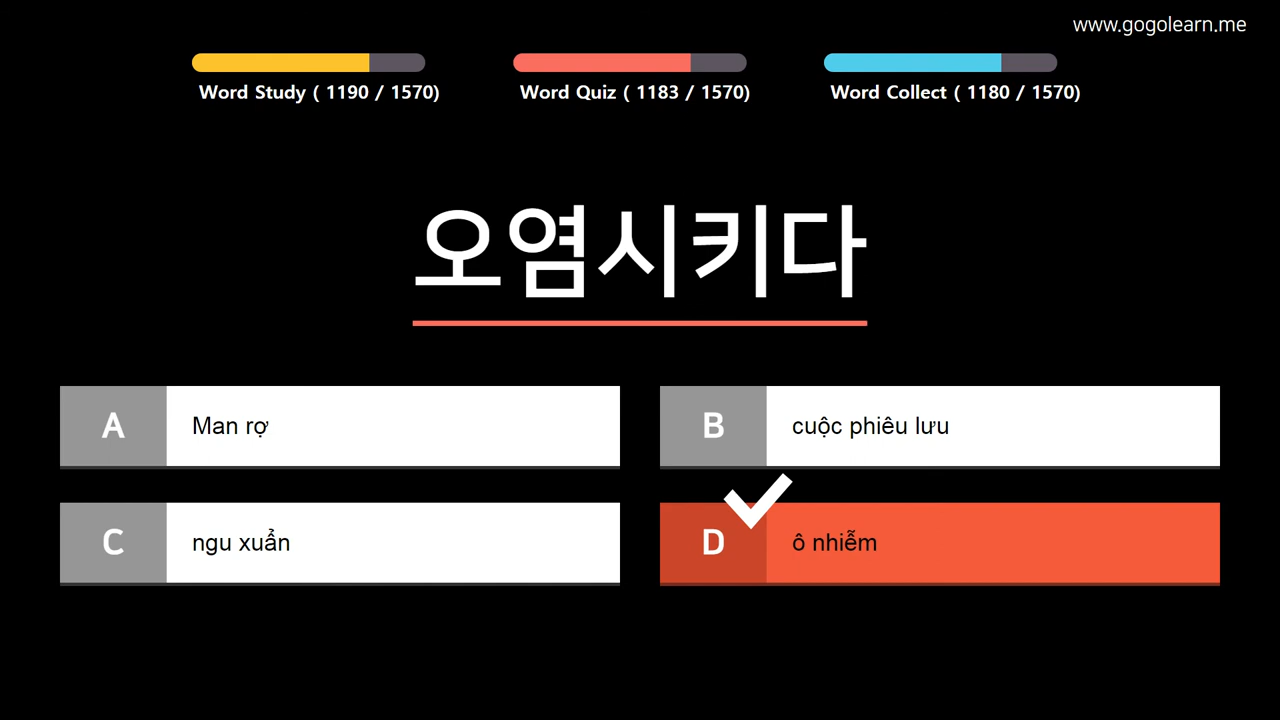 www.gogolearn.me
Word Study ( 1190 / 1570)
Word Quiz ( 1183 / 1570)
Word Collect ( 1180 / 1570)
오염시키다
A
Man rợ
B
cuộc phiêu lưu
C
ngu xuẩn
D
ô nhiễm